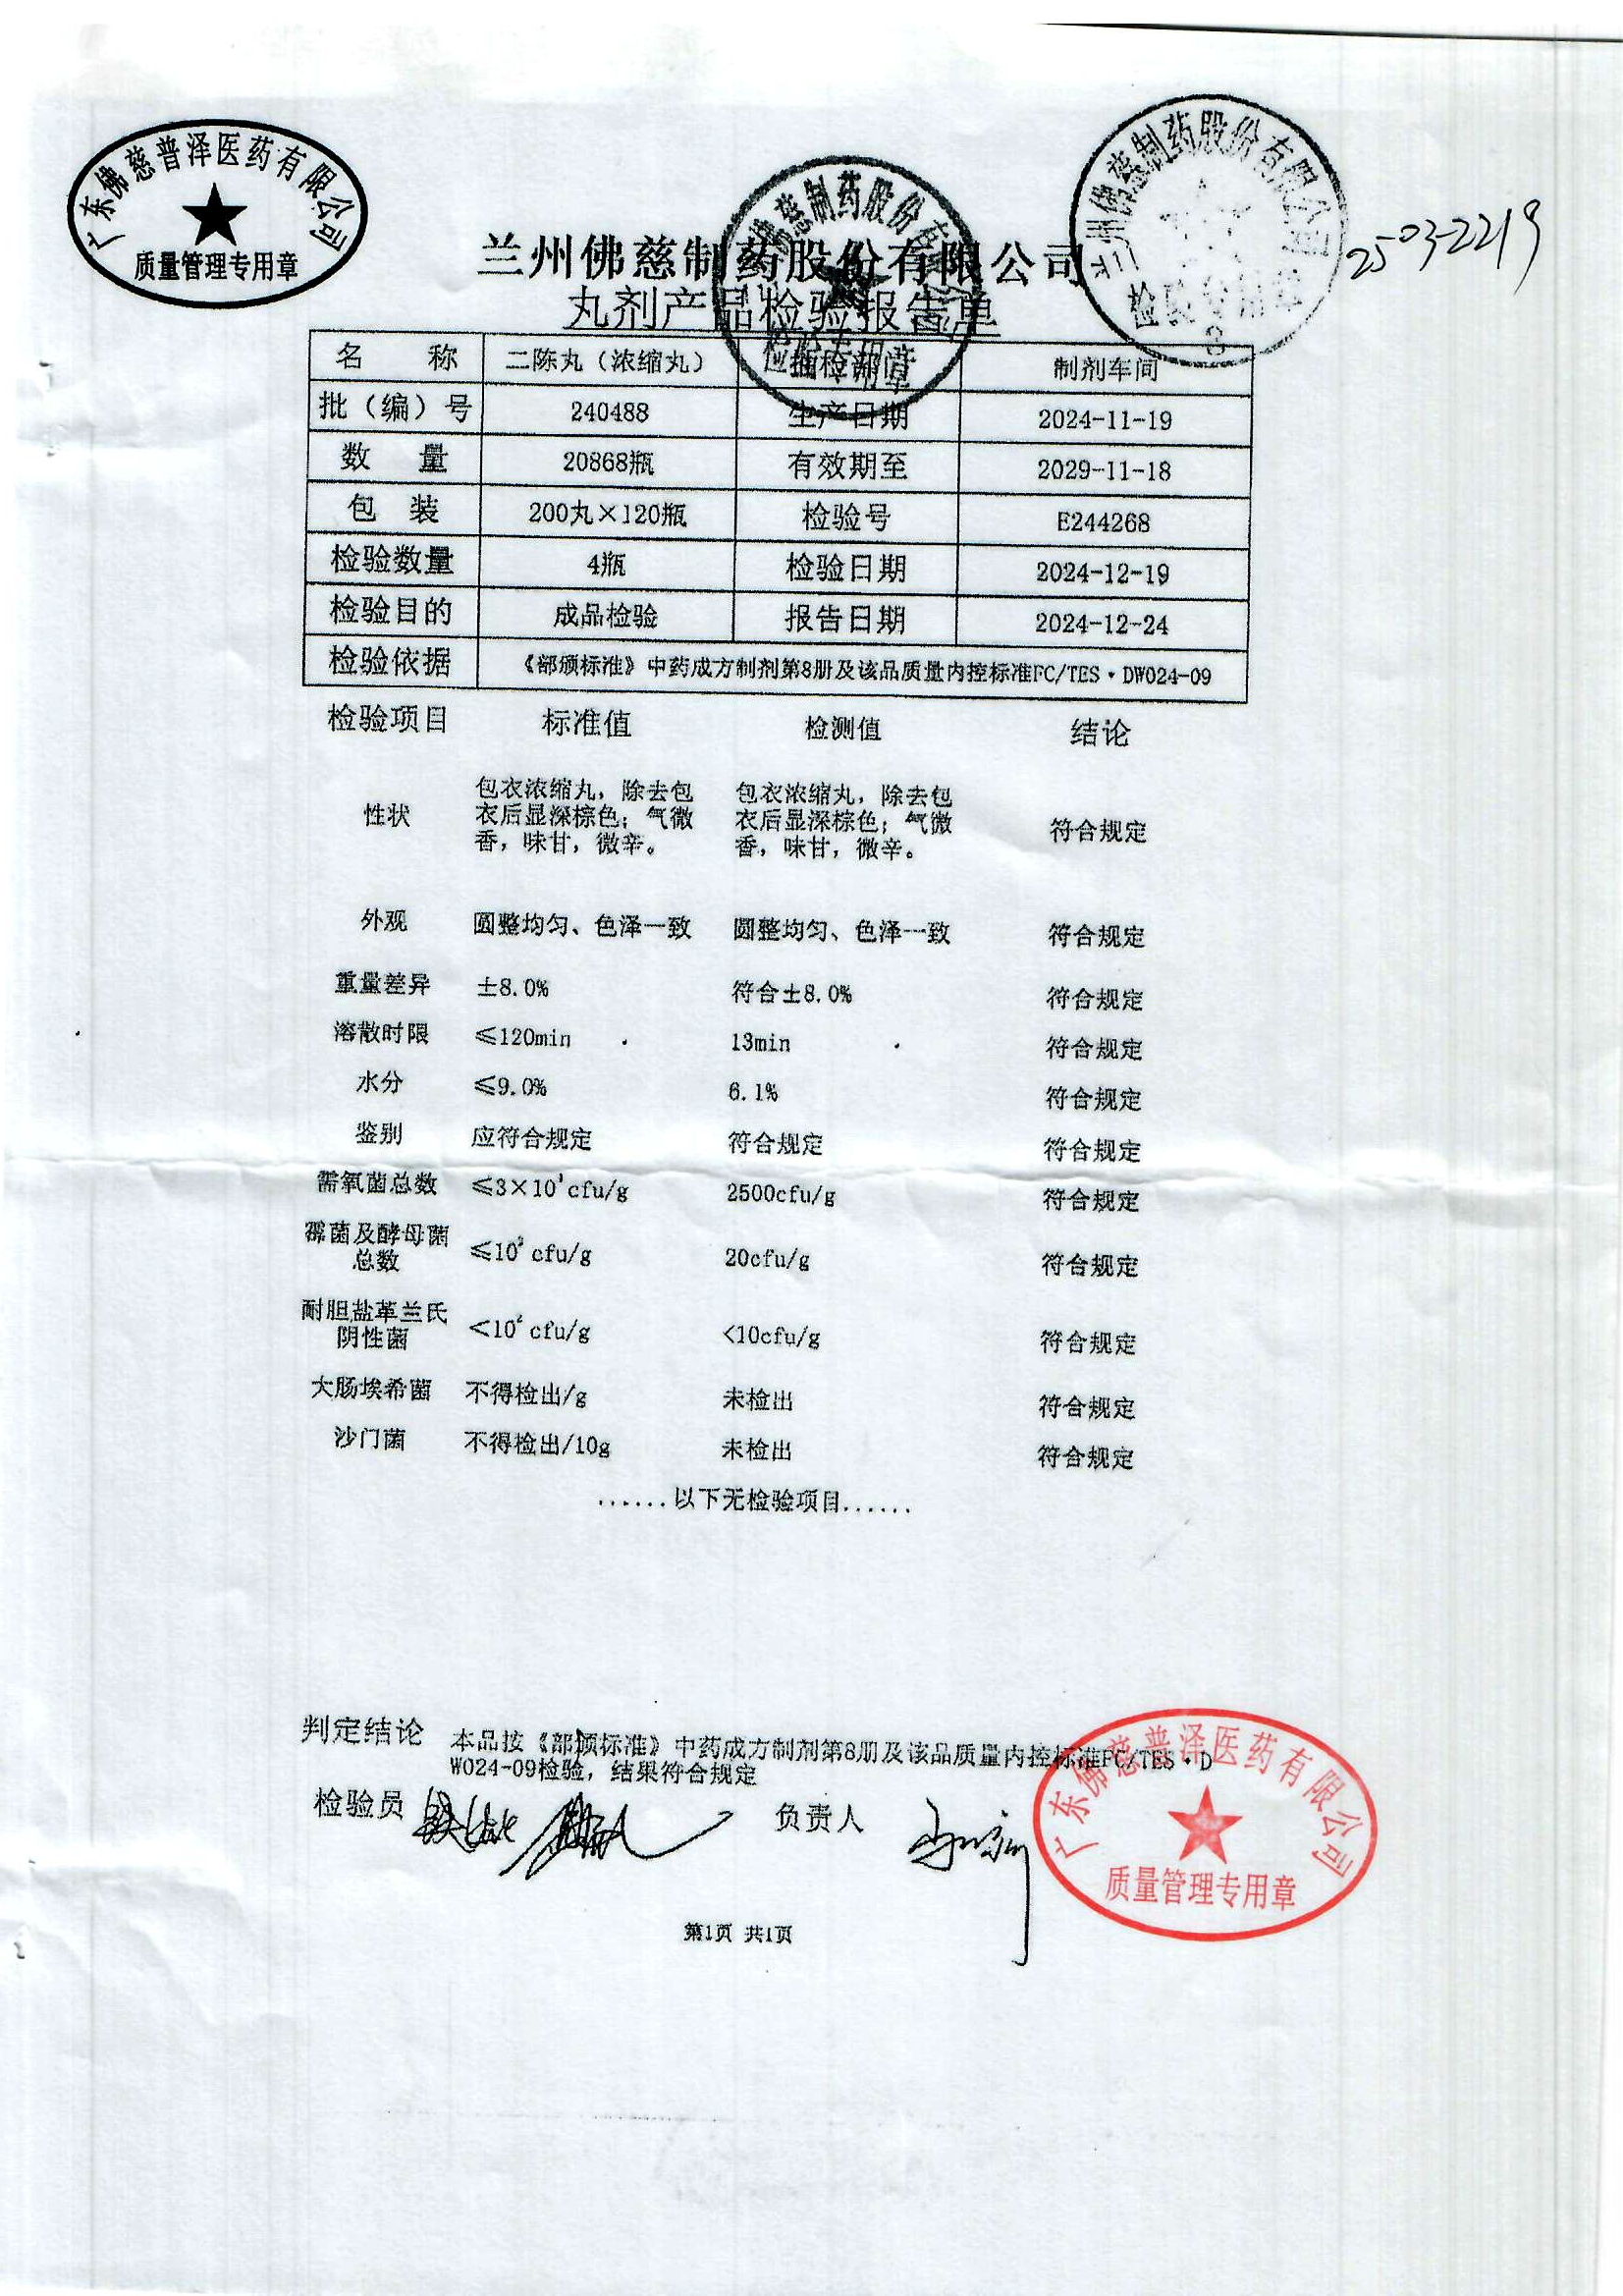 广东佛慈普泽医药有限公司
质量管理专用章
兰州佛慈制药股份有限公司
检验专用章
25-03-2219
兰州佛慈制药股份有限公司
丸剂产品检验报告单
名 称 二陈丸（浓缩丸） 抽检部门 制剂车间
批（编）号 240488 生产日期 2024-11-19
数 量 20868瓶 有效期至 2029-11-18
包 装 200丸×120瓶 检验号 E244268
检验数量 4瓶 检验日期 2024-12-19
检验目的 成品检验 报告日期 2024-12-24
检验依据 《部颁标准》中药成方制剂第8册及该品质量内控标准FC/TES·DW024-09
检验项目 标准值 检测值 结论
性状 包衣浓缩丸，除去包 包衣浓缩丸，除去包 符合规定
衣后显深棕色；气微 衣后显深棕色；气微
香，味甘，微辛。 香，味甘，微辛。
外观 圆整均匀、色泽一致 圆整均匀、色泽一致 符合规定
重量差异 ±8.0% 符合±8.0% 符合规定
溶散时限 ≤120min 13min 符合规定
水分 ≤9.0% 6.1% 符合规定
鉴别 应符合规定 符合规定 符合规定
需氧菌总数 ≤3×10³cfu/g 2500cfu/g 符合规定
霉菌及酵母菌 ≤10² cfu/g 20cfu/g 符合规定
总数
耐胆盐革兰氏 <10² cfu/g <10cfu/g 符合规定
阴性菌
大肠埃希菌 不得检出/g 未检出 符合规定
沙门菌 不得检出/10g 未检出 符合规定
......以下无检验项目......
判定结论 本品按《部颁标准》中药成方制剂第8册及该品质量内控标准FC/TES·D
W024-09检验，结果符合规定
检验员 负责人
广东佛慈普泽医药有限公司
质量管理专用章
第1页 共1页